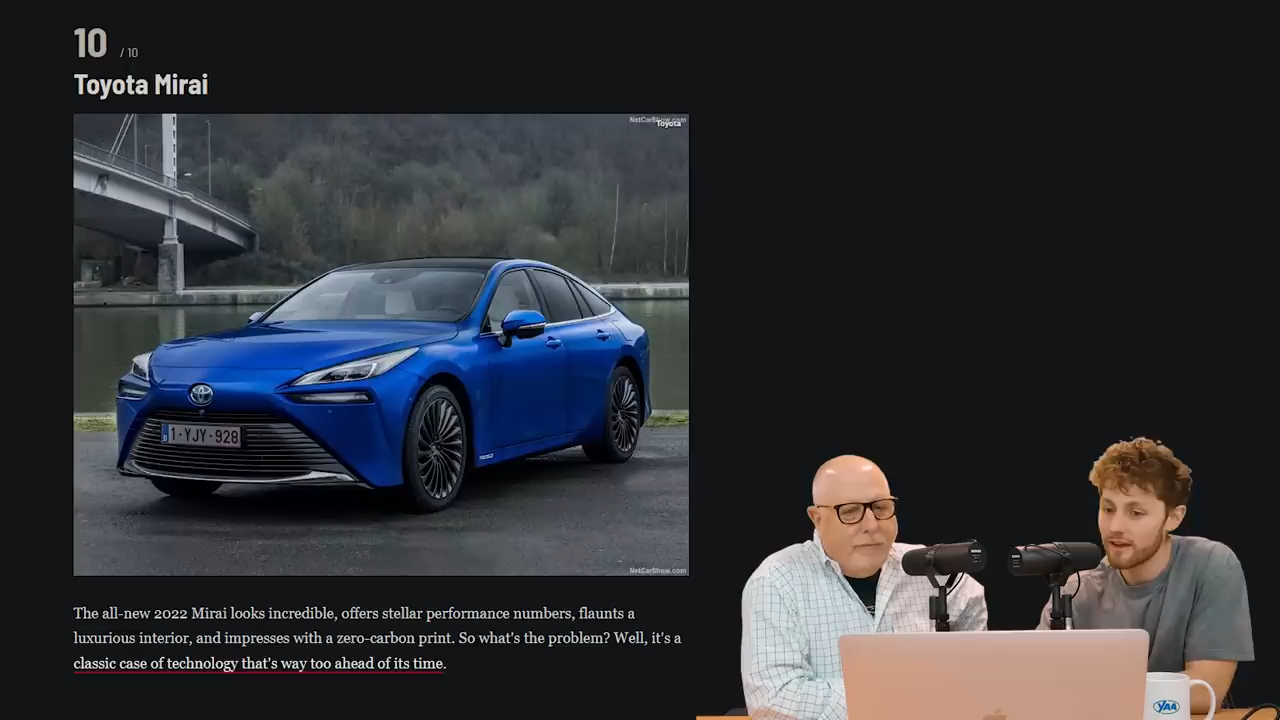 10 / 10
Toyota Mirai
NetCarShow.com
Toyota
1-YJY-928
NetCarShow.com
The all-new 2022 Mirai looks incredible, offers stellar performance numbers, flaunts a
luxurious interior, and impresses with a zero-carbon print. So what's the problem? Well, it's a
classic case of technology that's way too ahead of its time.
YAA